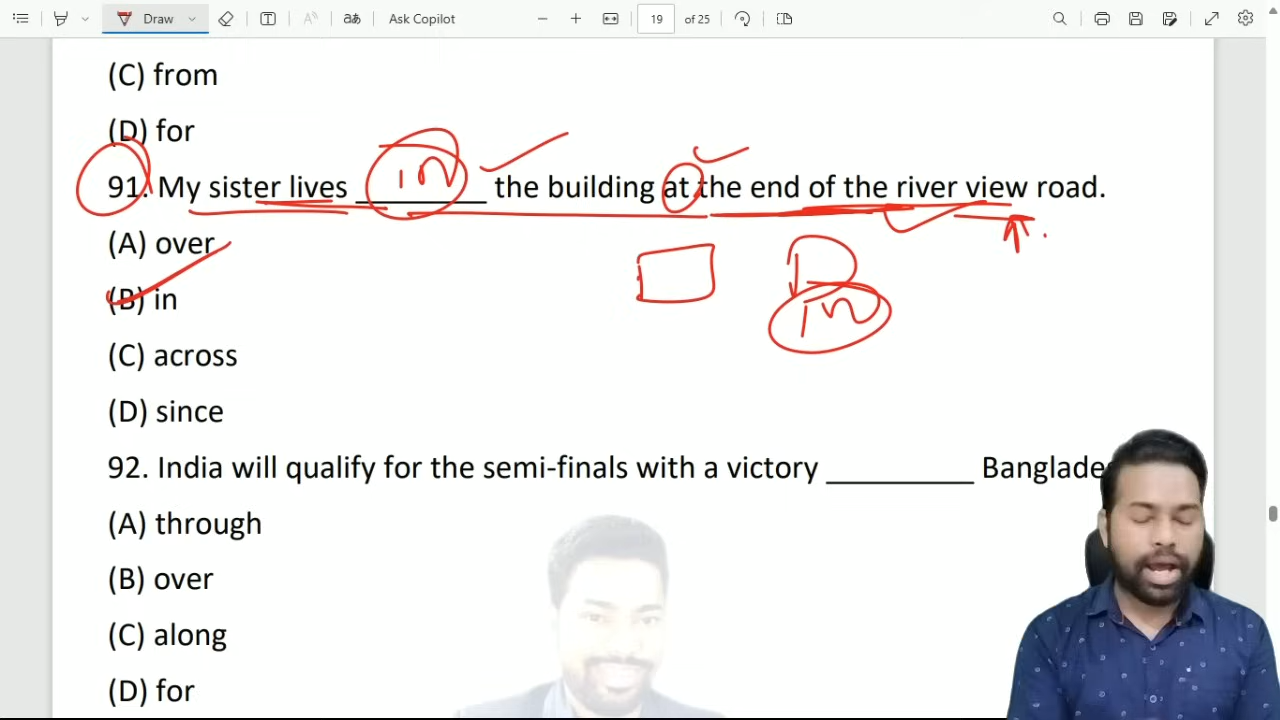 Draw
Ask Copilot
19 of 25
(C) from
(D) for
91. My sister lives in the building at the end of the river view road.
(A) over
(B) in
in
(C) across
(D) since
92. India will qualify for the semi-finals with a victory ________ Banglade
(A) through
(B) over
(C) along
(D) for